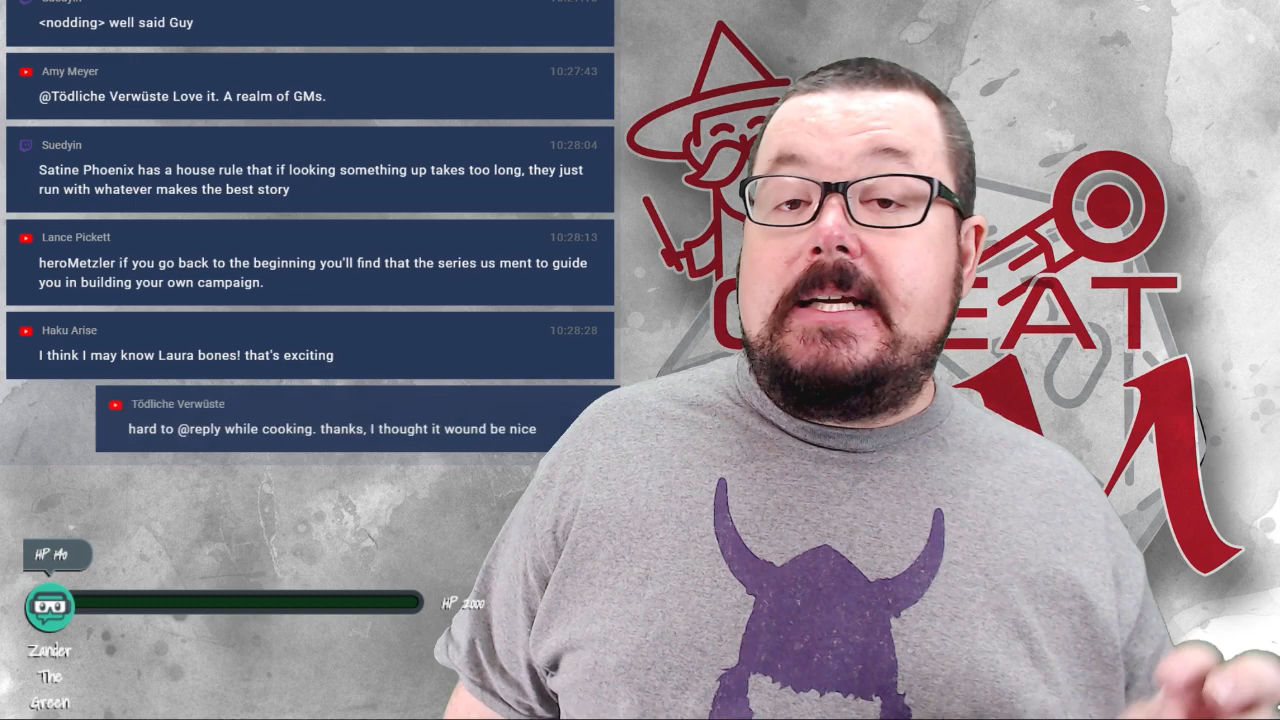 <nodding> well said Guy
Amy Meyer
10:27:43
@Tödliche Verwüste Love it. A realm of GMs.
Suedyin
10:28:04
Satine Phoenix has a house rule that if looking something up takes too long, they just
run with whatever makes the best story
Lance Pickett
10:28:13
heroMetzler if you go back to the beginning you'll find that the series us ment to guide
you in building your own campaign.
Haku Arise
10:28:28
I think I may know Laura bones! that's exciting
Tödliche Verwüste
hard to @reply while cooking. thanks, I thought it wound be nice
EAT
HP
HP
Zander
The
Green